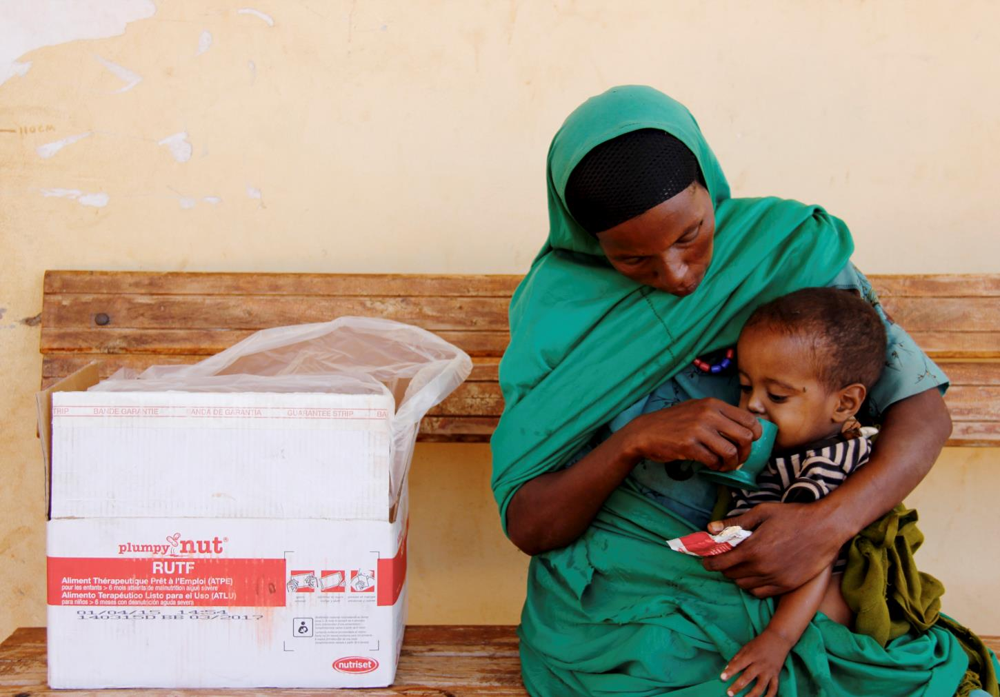 110cm
TRIP BANDE GARANTIE BANDA DE GARANTIA GUARANTEE STRIP BA
plumpy nut®
RUTF
Aliment Thérapeutique Prêt à l'Emploi (ATPE)
pour les enfants > 6 mois atteints de malnutrition aiguë sévère
Alimento Terapéutico Listo para el Uso (ATLU)
para niños > 6 meses con desnutrición aguda severa
01/04/15 14:54
140315D BB 03/2017
nutriset